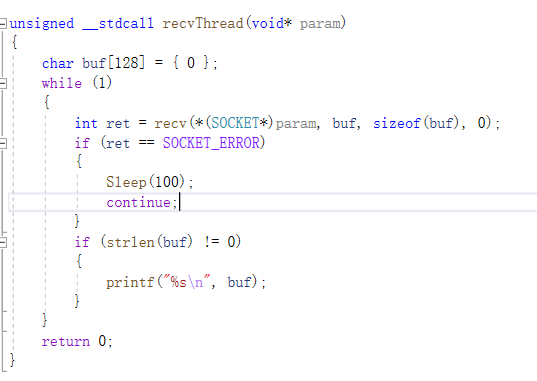 unsigned __stdcall recvThread(void* param)
{
    char buf[128] = { 0 };
    while (1)
    {
        int ret = recv(*(SOCKET*)param, buf, sizeof(buf), 0);
        if (ret == SOCKET_ERROR)
        {
            Sleep(100);
            continue;
        }
        if (strlen(buf) != 0)
        {
            printf("%s\n", buf);
        }
    }
    return 0;
}